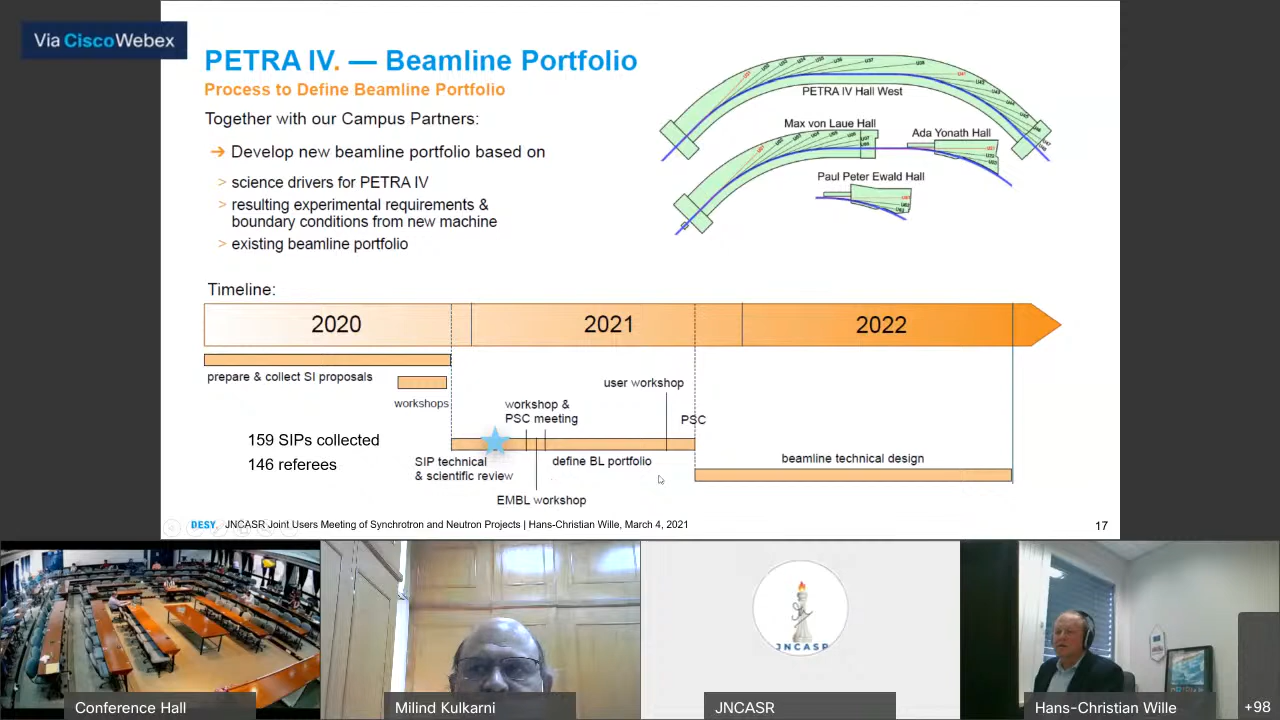 Via CiscoWebex
PETRA IV. — Beamline Portfolio
Process to Define Beamline Portfolio
Together with our Campus Partners:
➔ Develop new beamline portfolio based on
> science drivers for PETRA IV
> resulting experimental requirements &
boundary conditions from new machine
> existing beamline portfolio
PETRA IV Hall West
Max von Laue Hall
Ada Yonath Hall
Paul Peter Ewald Hall
Timeline:
2020
2021
2022
prepare & collect SI proposals
workshops
159 SIPs collected
146 referees
user workshop
workshop &
PSC meeting
PSC
SIP technical
& scientific review
define BL portfolio
EMBL workshop
beamline technical design
DESY. JNCASR Joint Users Meeting of Synchrotron and Neutron Projects | Hans-Christian Wille, March 4, 2021
17
JNCASR
Conference Hall
Milind Kulkarni
JNCASR
Hans-Christian Wille
+98